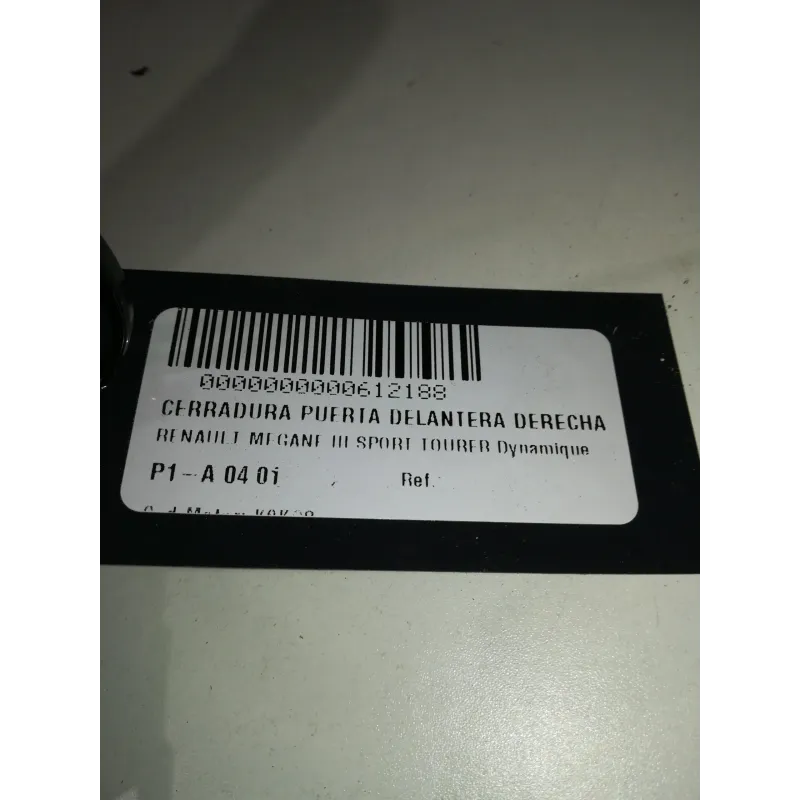 0000000000612188
CERRADURA PUERTA DELANTERA DERECHA
RENAULT MEGANE III SPORT TOURER Dynamique
P1--A 04 01 Ref.